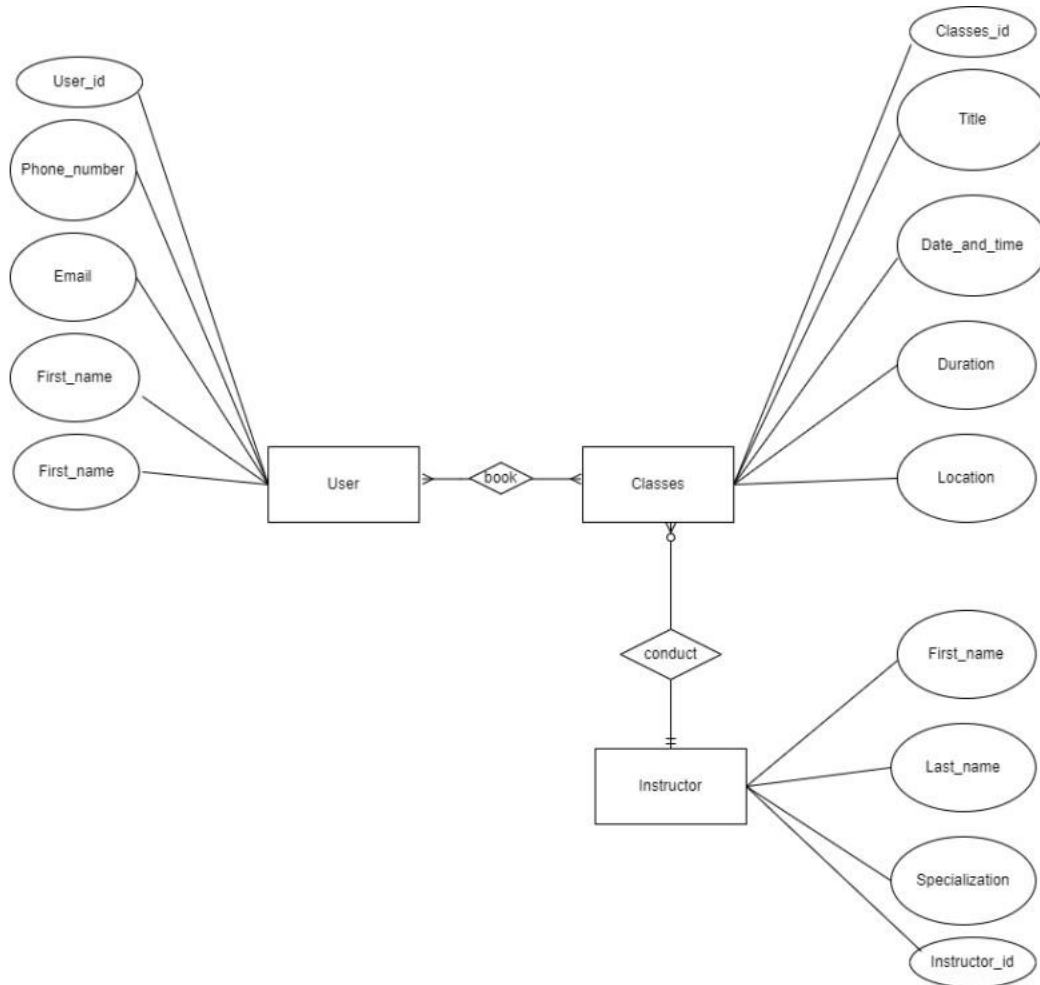 Classes_id
User_id
Title
Phone_number
Date_and_time
Email
Duration
First_name
First_name
User
book
Classes
Location
First_name
conduct
Last_name
Instructor
Specialization
Instructor_id